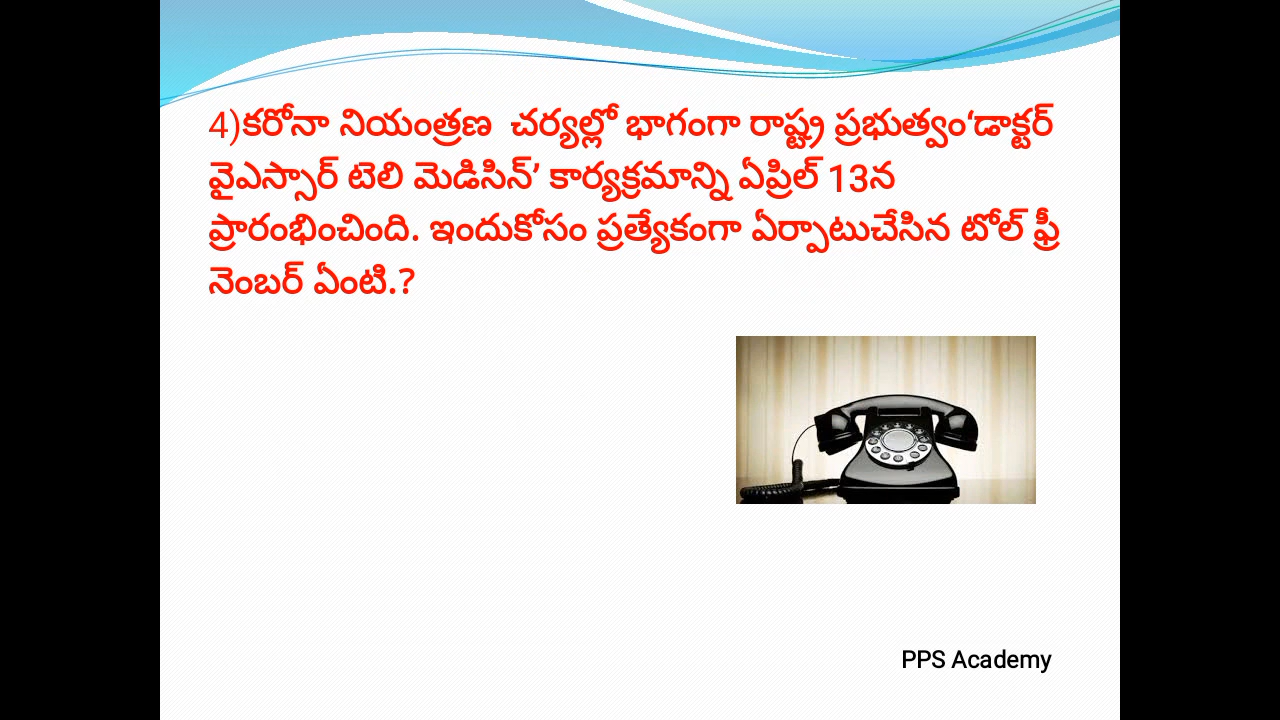 4)కరోనా నియంత్రణ చర్యల్లో భాగంగా రాష్ట్ర ప్రభుత్వం‘డాక్టర్
వైఎస్సార్ టెలి మెడిసిన్’ కార్యక్రమాన్ని ఏప్రిల్ 13న
ప్రారంభించింది. ఇందుకోసం ప్రత్యేకంగా ఏర్పాటుచేసిన టోల్ ఫ్రీ
నెంబర్ ఏంటి.?
PPS Academy